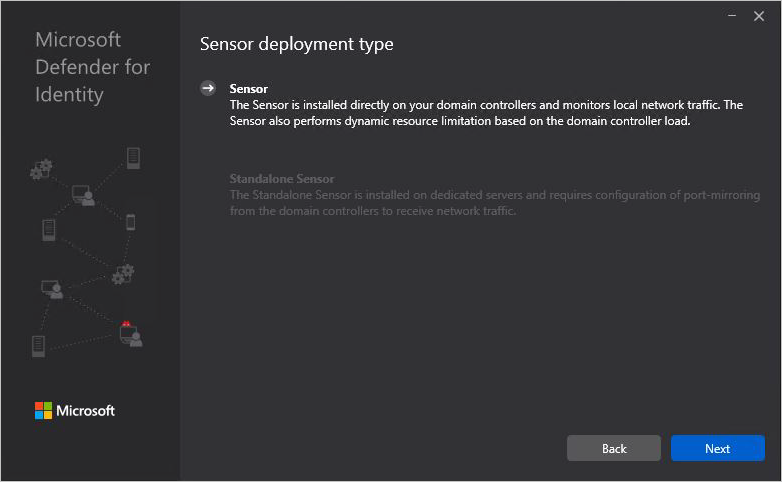 Microsoft
Defender for
Identity
Microsoft
Sensor deployment type
Sensor
The Sensor is installed directly on your domain controllers and monitors local network traffic. The
Sensor also performs dynamic resource limitation based on the domain controller load.
Standalone Sensor
The Standalone Sensor is installed on dedicated servers and requires configuration of port-mirroring
from the domain controllers to receive network traffic.
Back
Next